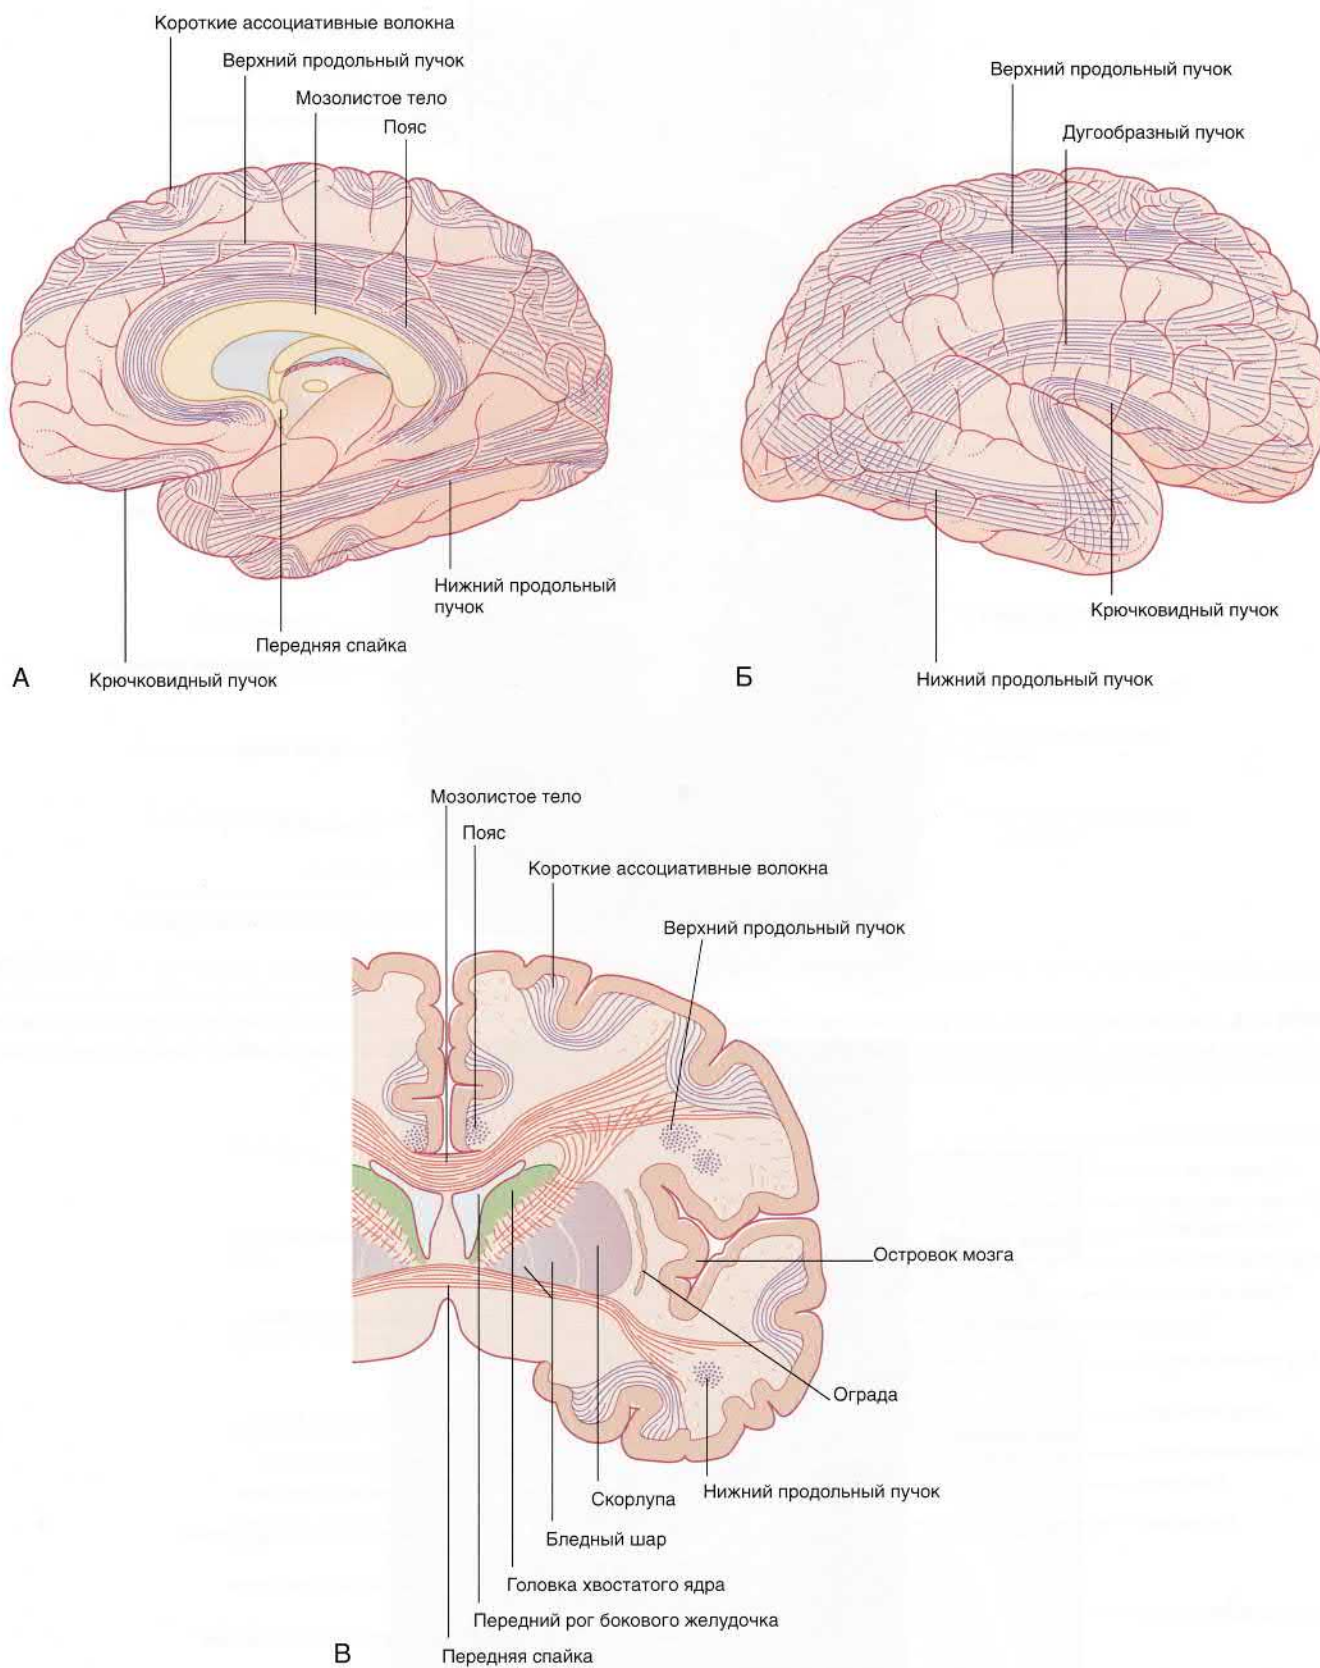 Короткие ассоциативные волокна
Верхний продольный пучок
Мозолистое тело
Пояс
Нижний продольный
пучок
Передняя спайка
Крючковидный пучок
А
Верхний продольный пучок
Дугообразный пучок
Крючковидный пучок
Нижний продольный пучок
Б
Мозолистое тело
Пояс
Короткие ассоциативные волокна
Верхний продольный пучок
Островок мозга
Ограда
Нижний продольный пучок
Скорлупа
Бледный шар
Головка хвостатого ядра
Передний рог бокового желудочка
Передняя спайка
В